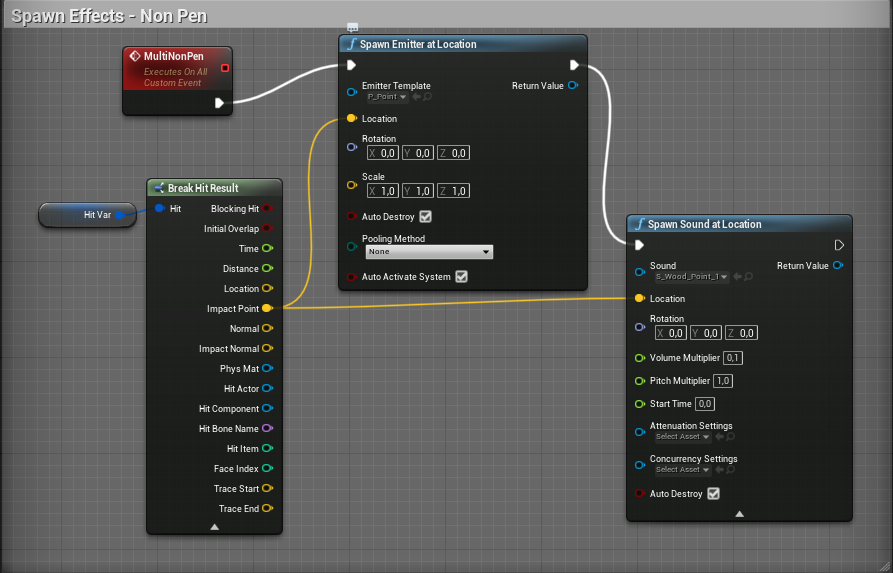 Spawn Effects - Non Pen
MultiNonPen
Executes On All
Custom Event
Hit Var
Break Hit Result
Hit
Blocking Hit
Initial Overlap
Time
Distance
Location
Impact Point
Normal
Impact Normal
Phys Mat
Hit Actor
Hit Component
Hit Bone Name
Hit Item
Face Index
Trace Start
Trace End
f Spawn Emitter at Location
Emitter Template
P_Point
Return Value
Location
Rotation
X 0,0 Y 0,0 Z 0,0
Scale
X 1,0 Y 1,0 Z 1,0
Auto Destroy
Pooling Method
None
Auto Activate System
f Spawn Sound at Location
Sound
S_Wood_Point_1
Return Value
Location
Rotation
X 0,0 Y 0,0 Z 0,0
Volume Multiplier 0,1
Pitch Multiplier 1,0
Start Time 0,0
Attenuation Settings
Select Asset
Concurrency Settings
Select Asset
Auto Destroy